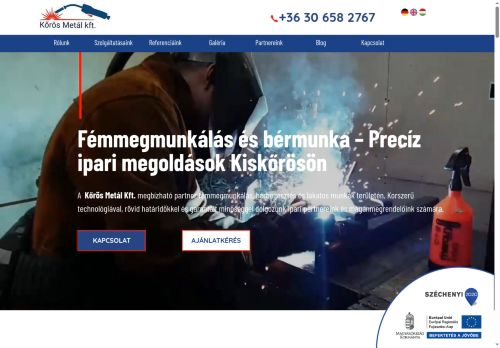 Kőrös Metál kft.
+36 30 658 2767
Rólunk Szolgáltatásaink Referenciáink Galéria Partnereink Blog Kapcsolat
Fémmegmunkálás és bérmunka – Precíz
ipari megoldások Kiskőrösön
A Kőrös Metál Kft. megbízható partner fémmegmunkálás, bérhegesztés és lakatos munkák területén. Korszerű
technológiával, rövid határidőkkel és garantált minőséggel dolgozunk ipari partnereink és magánmegrendelőink számára.
KAPCSOLAT
AJÁNLATKÉRÉS
SZÉCHENYI 2020
Magyarország
Kormánya
Európai Unió
Európai Regionális
Fejlesztési Alap
BEFEKTETÉS A JÖVŐBE